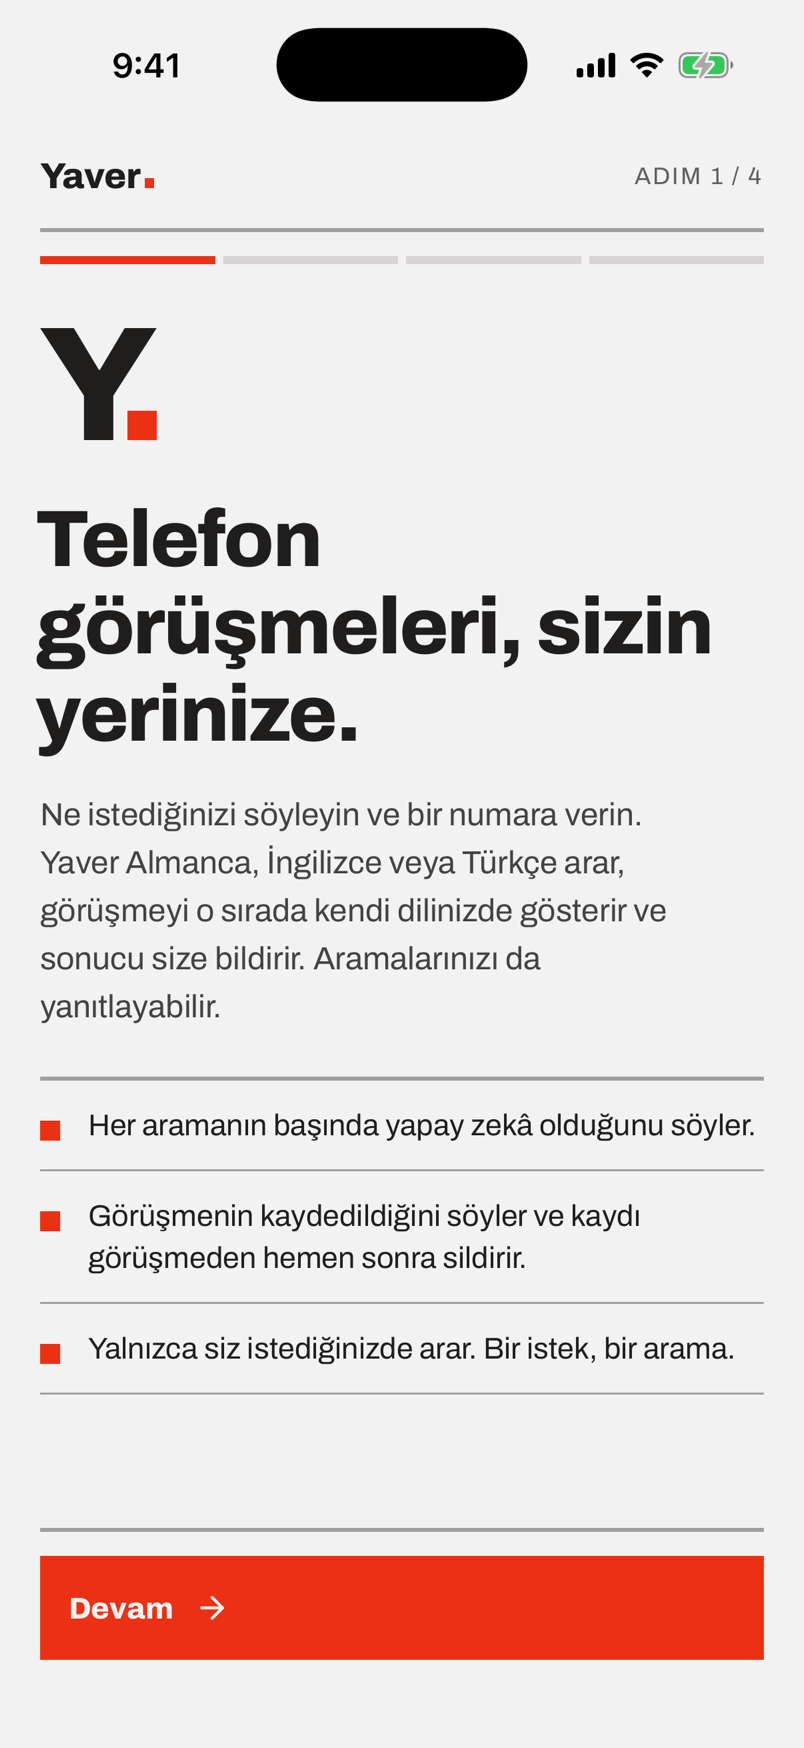 9:41
Yaver.
ADIM 1 / 4
Y.
Telefon
görüşmeleri, sizin
yerinize.
Ne istediğinizi söyleyin ve bir numara verin.
Yaver Almanca, İngilizce veya Türkçe arar,
görüşmeyi o sırada kendi dilinizde gösterir ve
sonucu size bildirir. Aramalarınızı da
yanıtlayabilir.
Her aramanın başında yapay zekâ olduğunu söyler.
Görüşmenin kaydedildiğini söyler ve kaydı
görüşmeden hemen sonra sildirir.
Yalnızca siz istediğinizde arar. Bir istek, bir arama.
Devam →